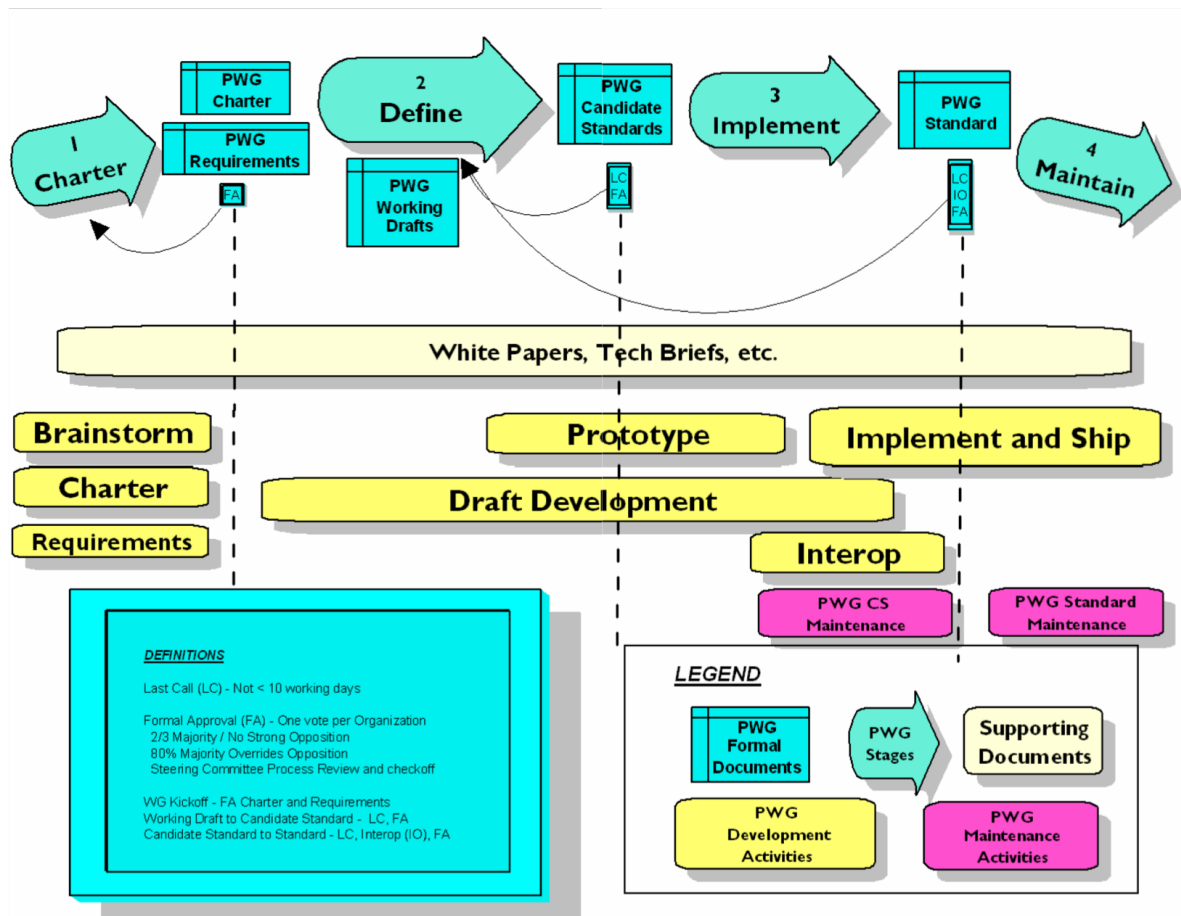 1
Charter
PWG
Charter
PWG
Requirements
FA
2
Define
PWG
Working
Drafts
PWG
Candidate
Standards
LC
FA
3
Implement
PWG
Standard
LC
IO
FA
4
Maintain
White Papers, Tech Briefs, etc.
Brainstorm
Charter
Requirements
Prototype
Implement and Ship
Draft Development
Interop
PWG CS
Maintenance
PWG Standard
Maintenance
DEFINITIONS
Last Call (LC) - Not < 10 working days
Formal Approval (FA) - One vote per Organization
2/3 Majority / No Strong Opposition
80% Majority Overrides Opposition
Steering Committee Process Review and checkoff
WG Kickoff - FA Charter and Requirements
Working Draft to Candidate Standard - LC, FA
Candidate Standard to Standard - LC, Interop (IO), FA
LEGEND
PWG
Formal
Documents
PWG
Stages
Supporting
Documents
PWG
Development
Activities
PWG
Maintenance
Activities